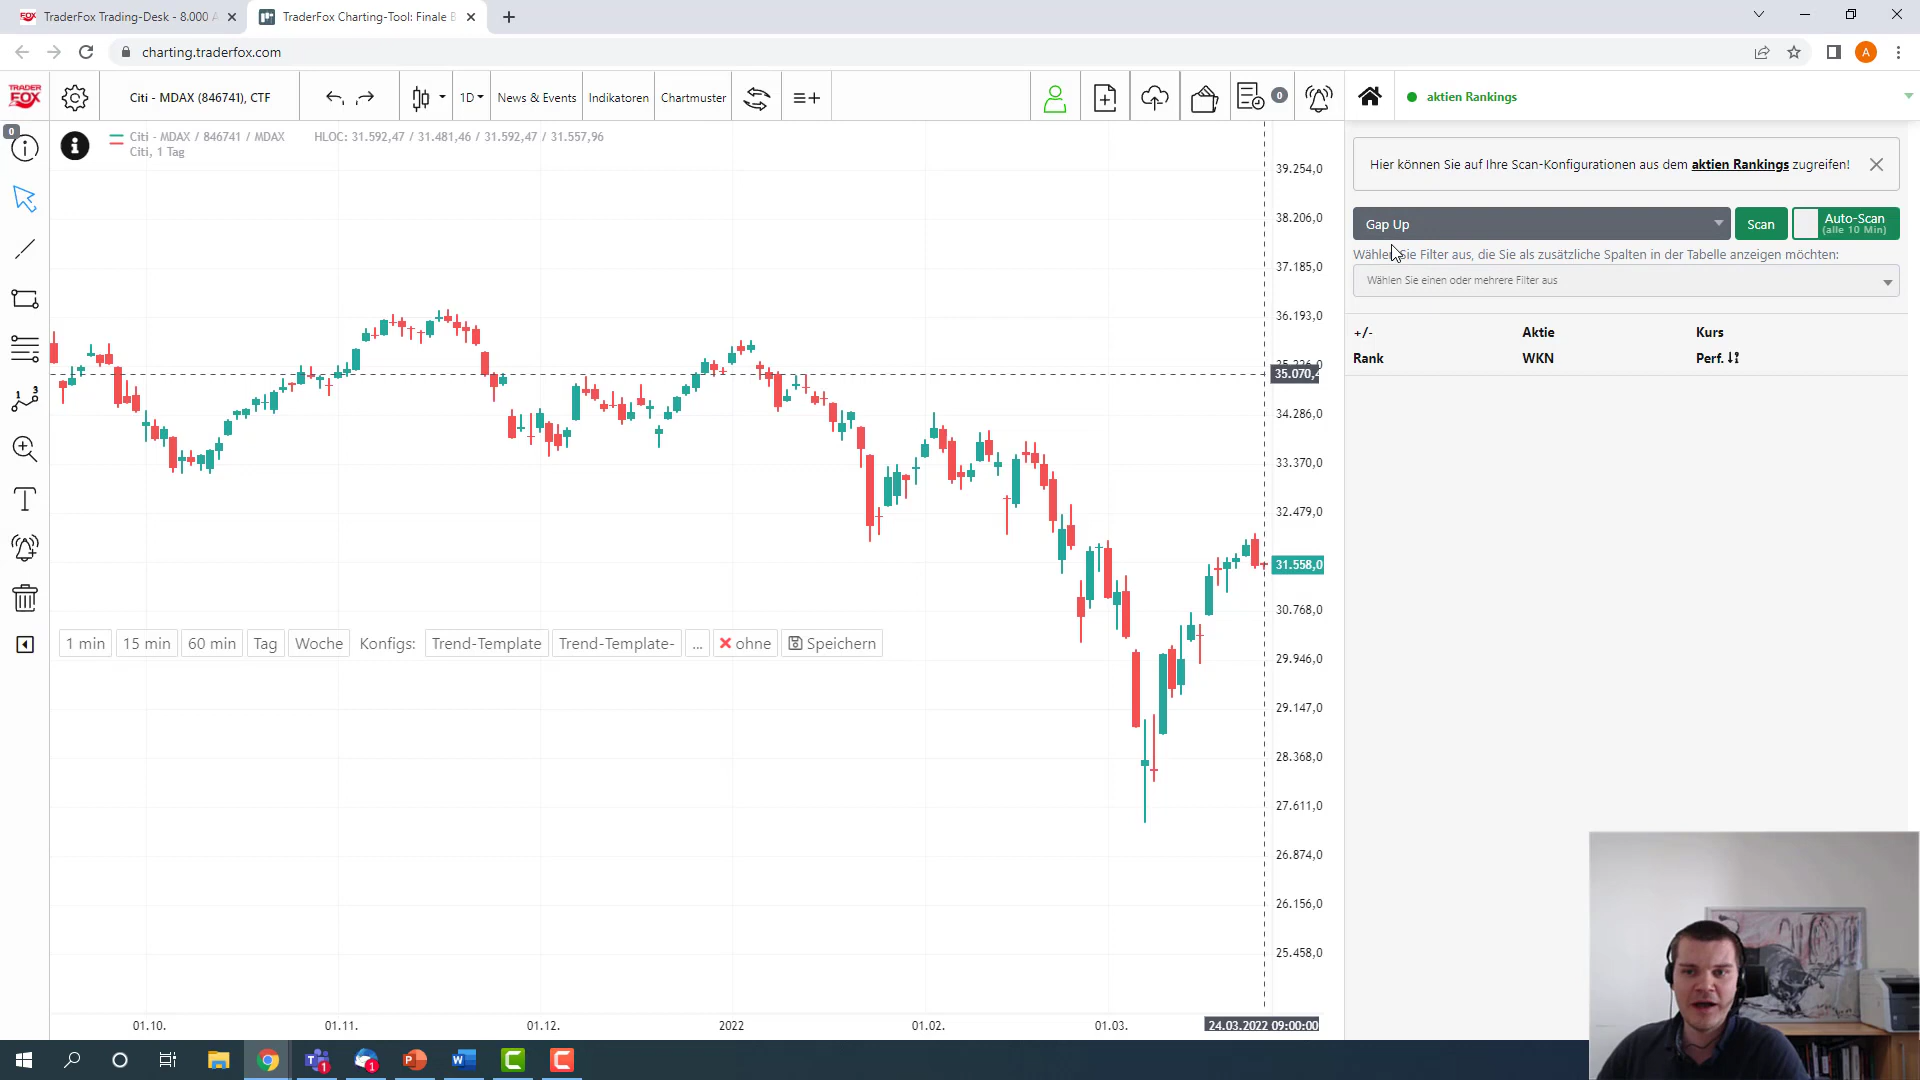 TraderFox Trading-Desk - 8.000 A
TraderFox Charting-Tool: Finale B
charting.traderfox.com
A
TRADER
FOX
Citi - MDAX (846741), CTF
1D
News & Events
Indikatoren
Chartmuster
0
aktien Rankings
0
Citi - MDAX / 846741 / MDAX
HLOC: 31.592,47 / 31.481,46 / 31.592,47 / 31.557,96
Citi, 1 Tag
Hier können Sie auf Ihre Scan-Konfigurationen aus dem aktien Rankings zugreifen!
Gap Up
Scan
Auto-Scan
(alle 10 Min)
Wählen Sie Filter aus, die Sie als zusätzliche Spalten in der Tabelle anzeigen möchten:
Wählen Sie einen oder mehrere Filter aus
+/-
Aktie
Kurs
Rank
WKN
Perf.
39.254,0
38.206,0
37.185,0
36.193,0
35.070,4
34.286,0
33.370,0
32.479,0
31.558,0
30.768,0
29.946,0
29.147,0
28.368,0
27.611,0
26.874,0
26.156,0
25.458,0
3
1
T
1 min
15 min
60 min
Tag
Woche
Konfigs:
Trend-Template
Trend-Template-
...
ohne
Speichern
01.10.
01.11.
01.12.
2022
01.02.
01.03.
24.03.2022 09:00:00
1
1